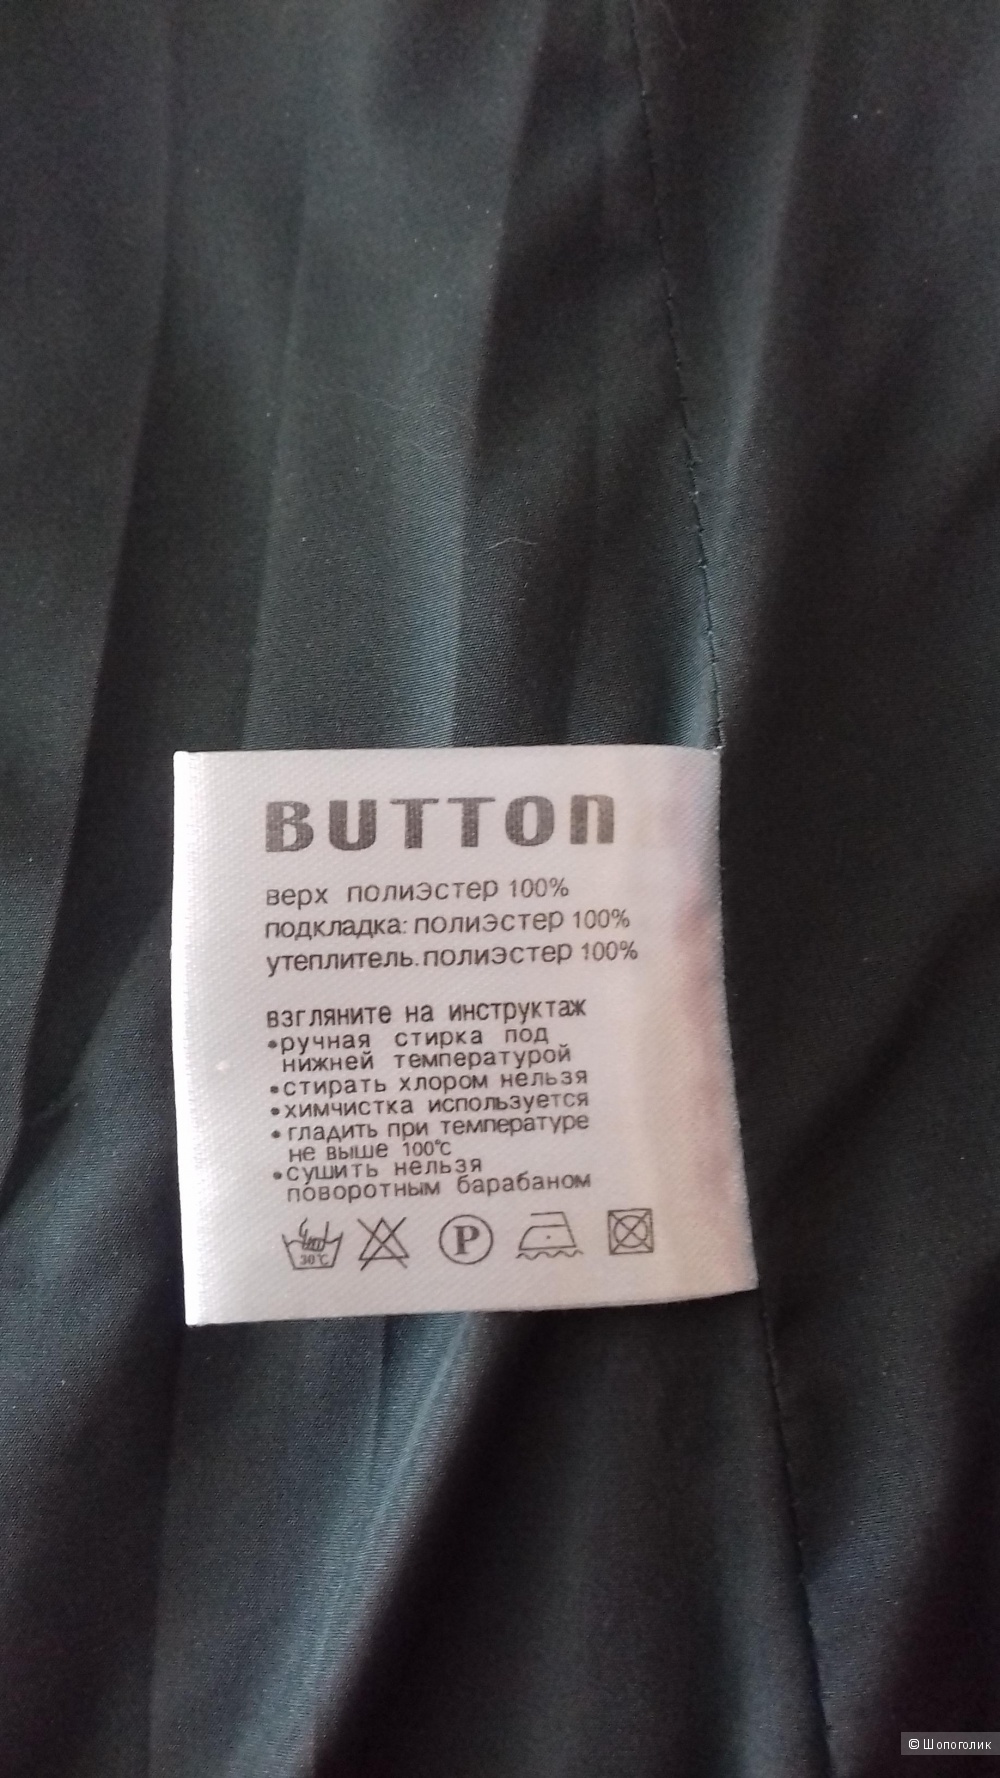 BUTTON
верх полиэстер 100%
подкладка: полиэстер 100%
утеплитель. полиэстер 100%
взгляните на инструктаж
•ручная стирка под
нижней температурой
•стирать хлором нельзя
•химчистка используется
•гладить при температуре
не выше 100°C
•сушить нельзя
поворотным барабаном
30°C
P
© Шопоголик